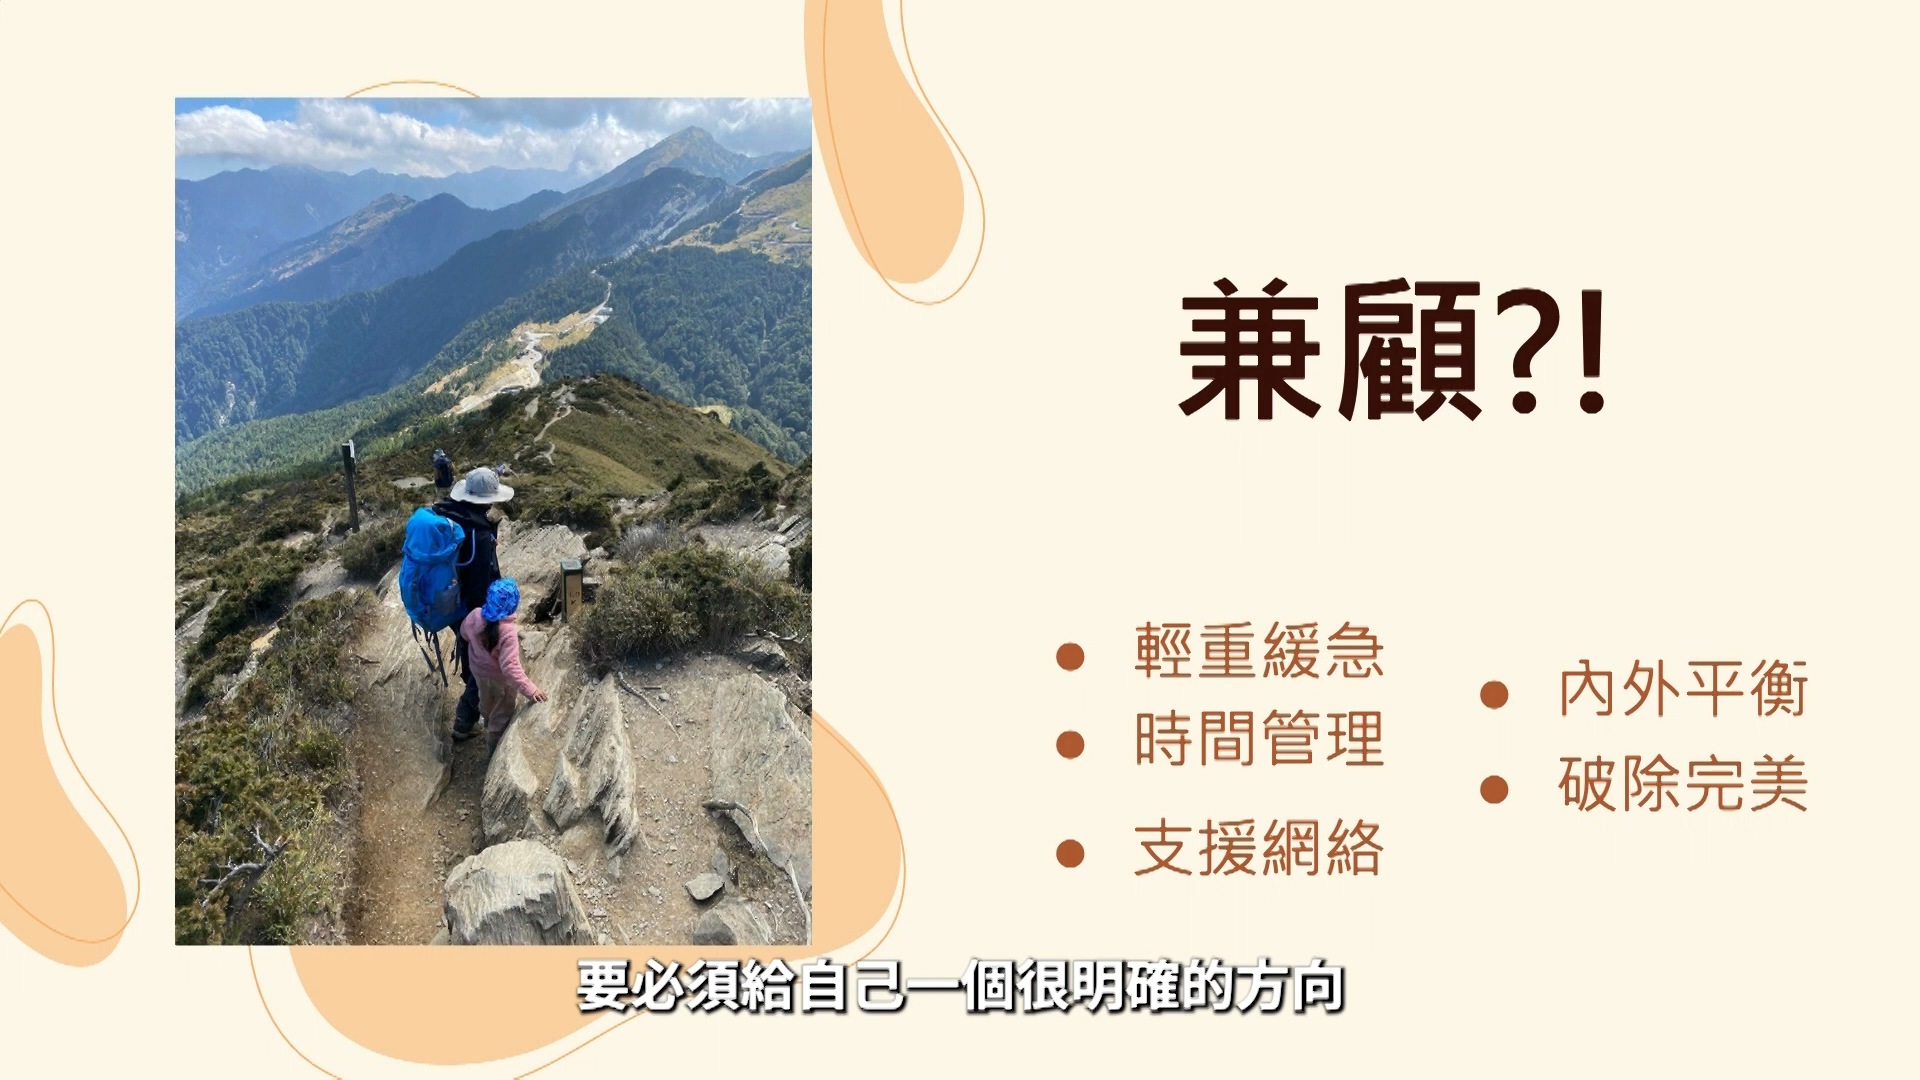 兼顧?!
輕重緩急
時間管理
支援網絡
內外平衡
破除完美
要必須給自己一個很明確的方向